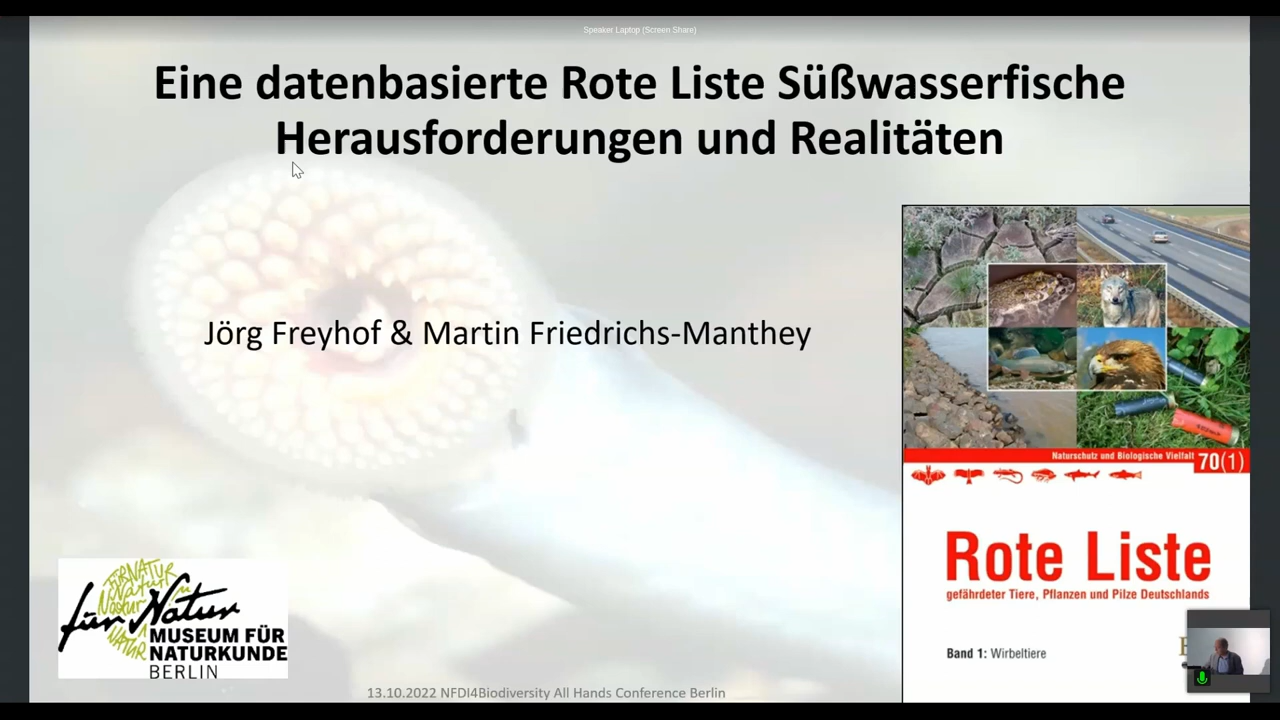 Speaker Laptop (Screen Share)
Eine datenbasierte Rote Liste Süßwasserfische
Herausforderungen und Realitäten
Jörg Freyhof & Martin Friedrichs-Manthey
Naturschutz und Biologische Vielfalt 70(1)
Rote Liste
gefährdeter Tiere, Pflanzen und Pilze Deutschlands
Band 1: Wirbeltiere
für Natur
MUSEUM FÜR
NATURKUNDE
BERLIN
13.10.2022 NFDI4Biodiversity All Hands Conference Berlin